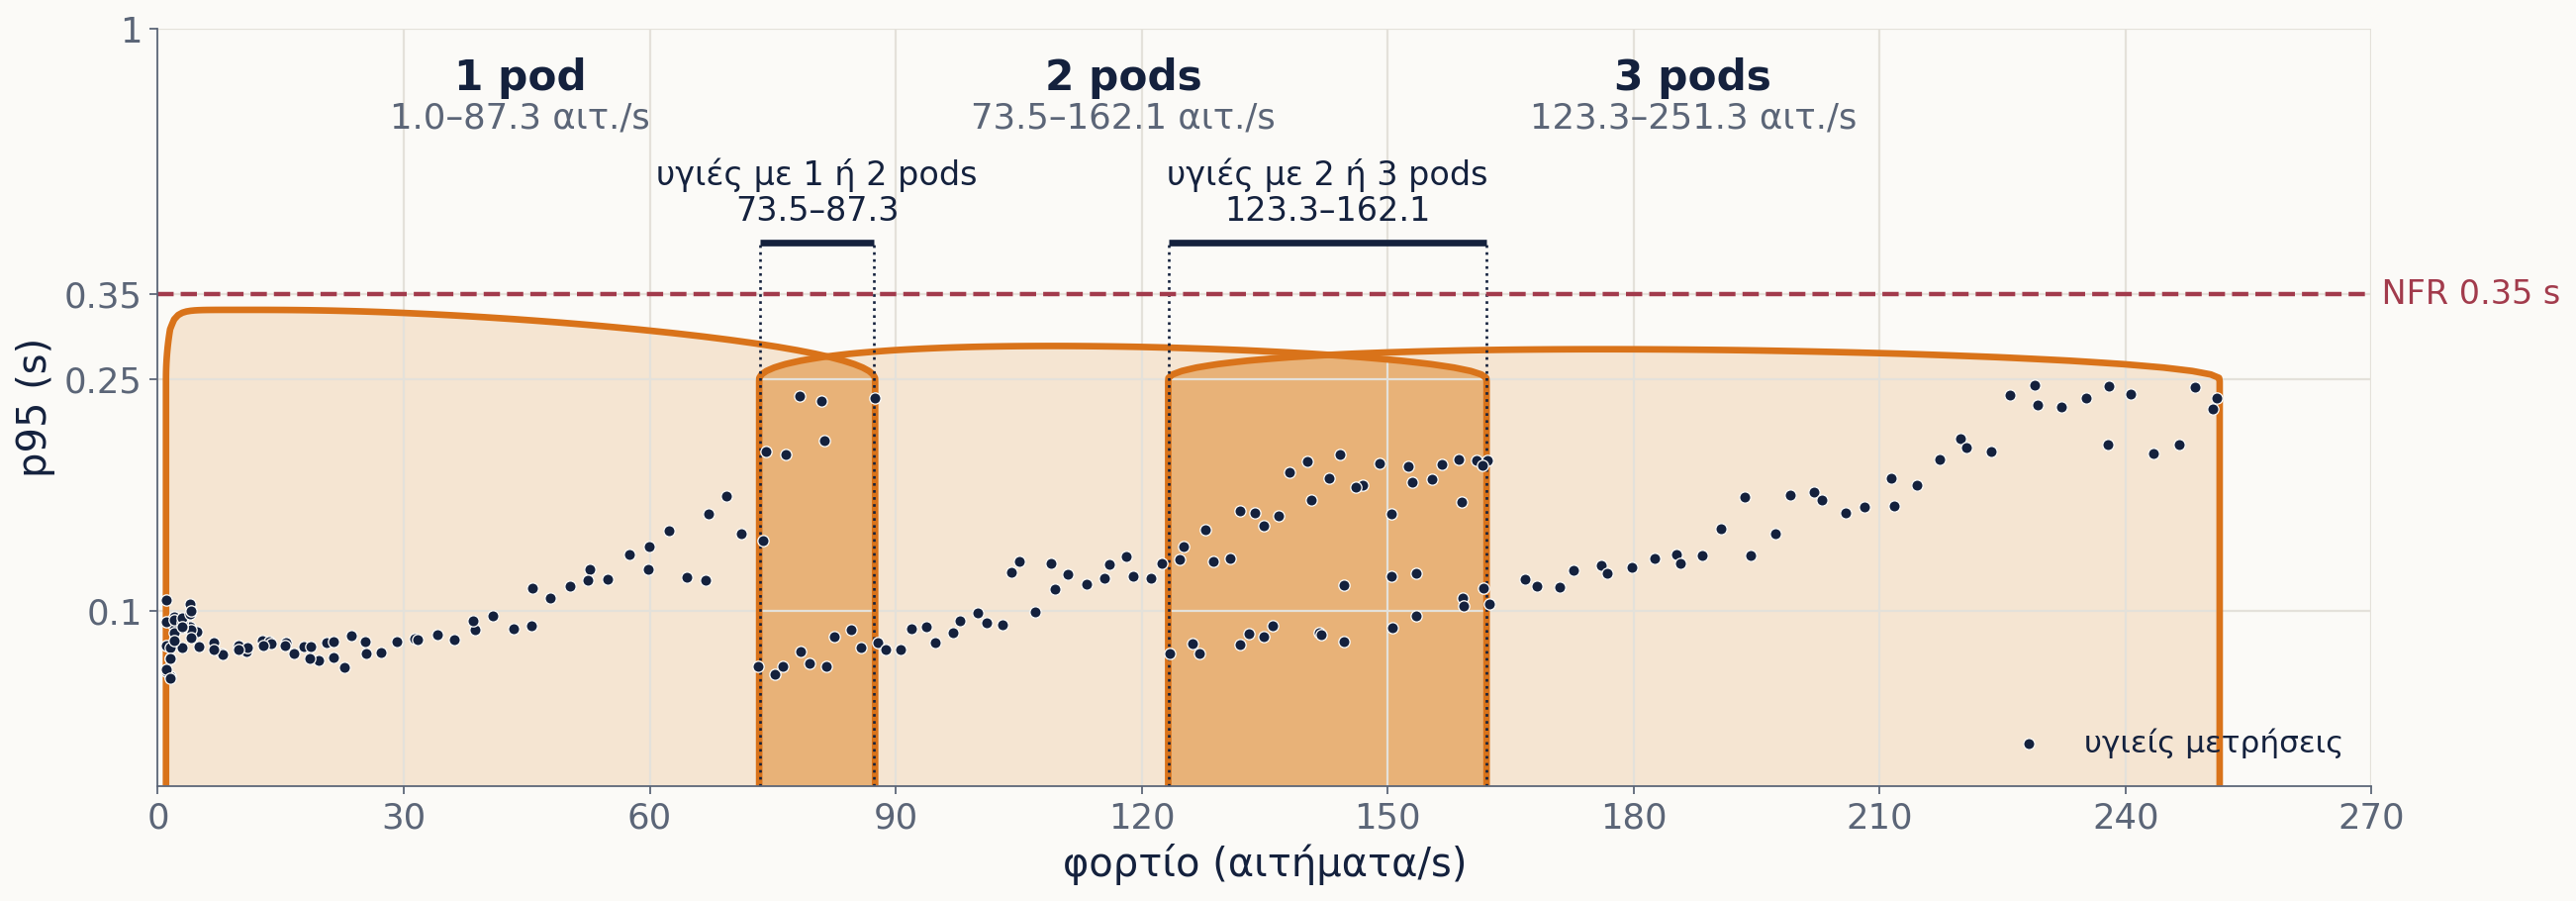 1
1 pod
2 pods
3 pods
1.0–87.3 αιτ./s
73.5–162.1 αιτ./s
123.3–251.3 αιτ./s
υγιές με 1 ή 2 pods
73.5–87.3
υγιές με 2 ή 3 pods
123.3–162.1
0.35
NFR 0.35 s
0.25
0.1
p95 (s)
υγιείς μετρήσεις
0 30 60 90 120 150 180 210 240 270
φορτίο (αιτήματα/s)